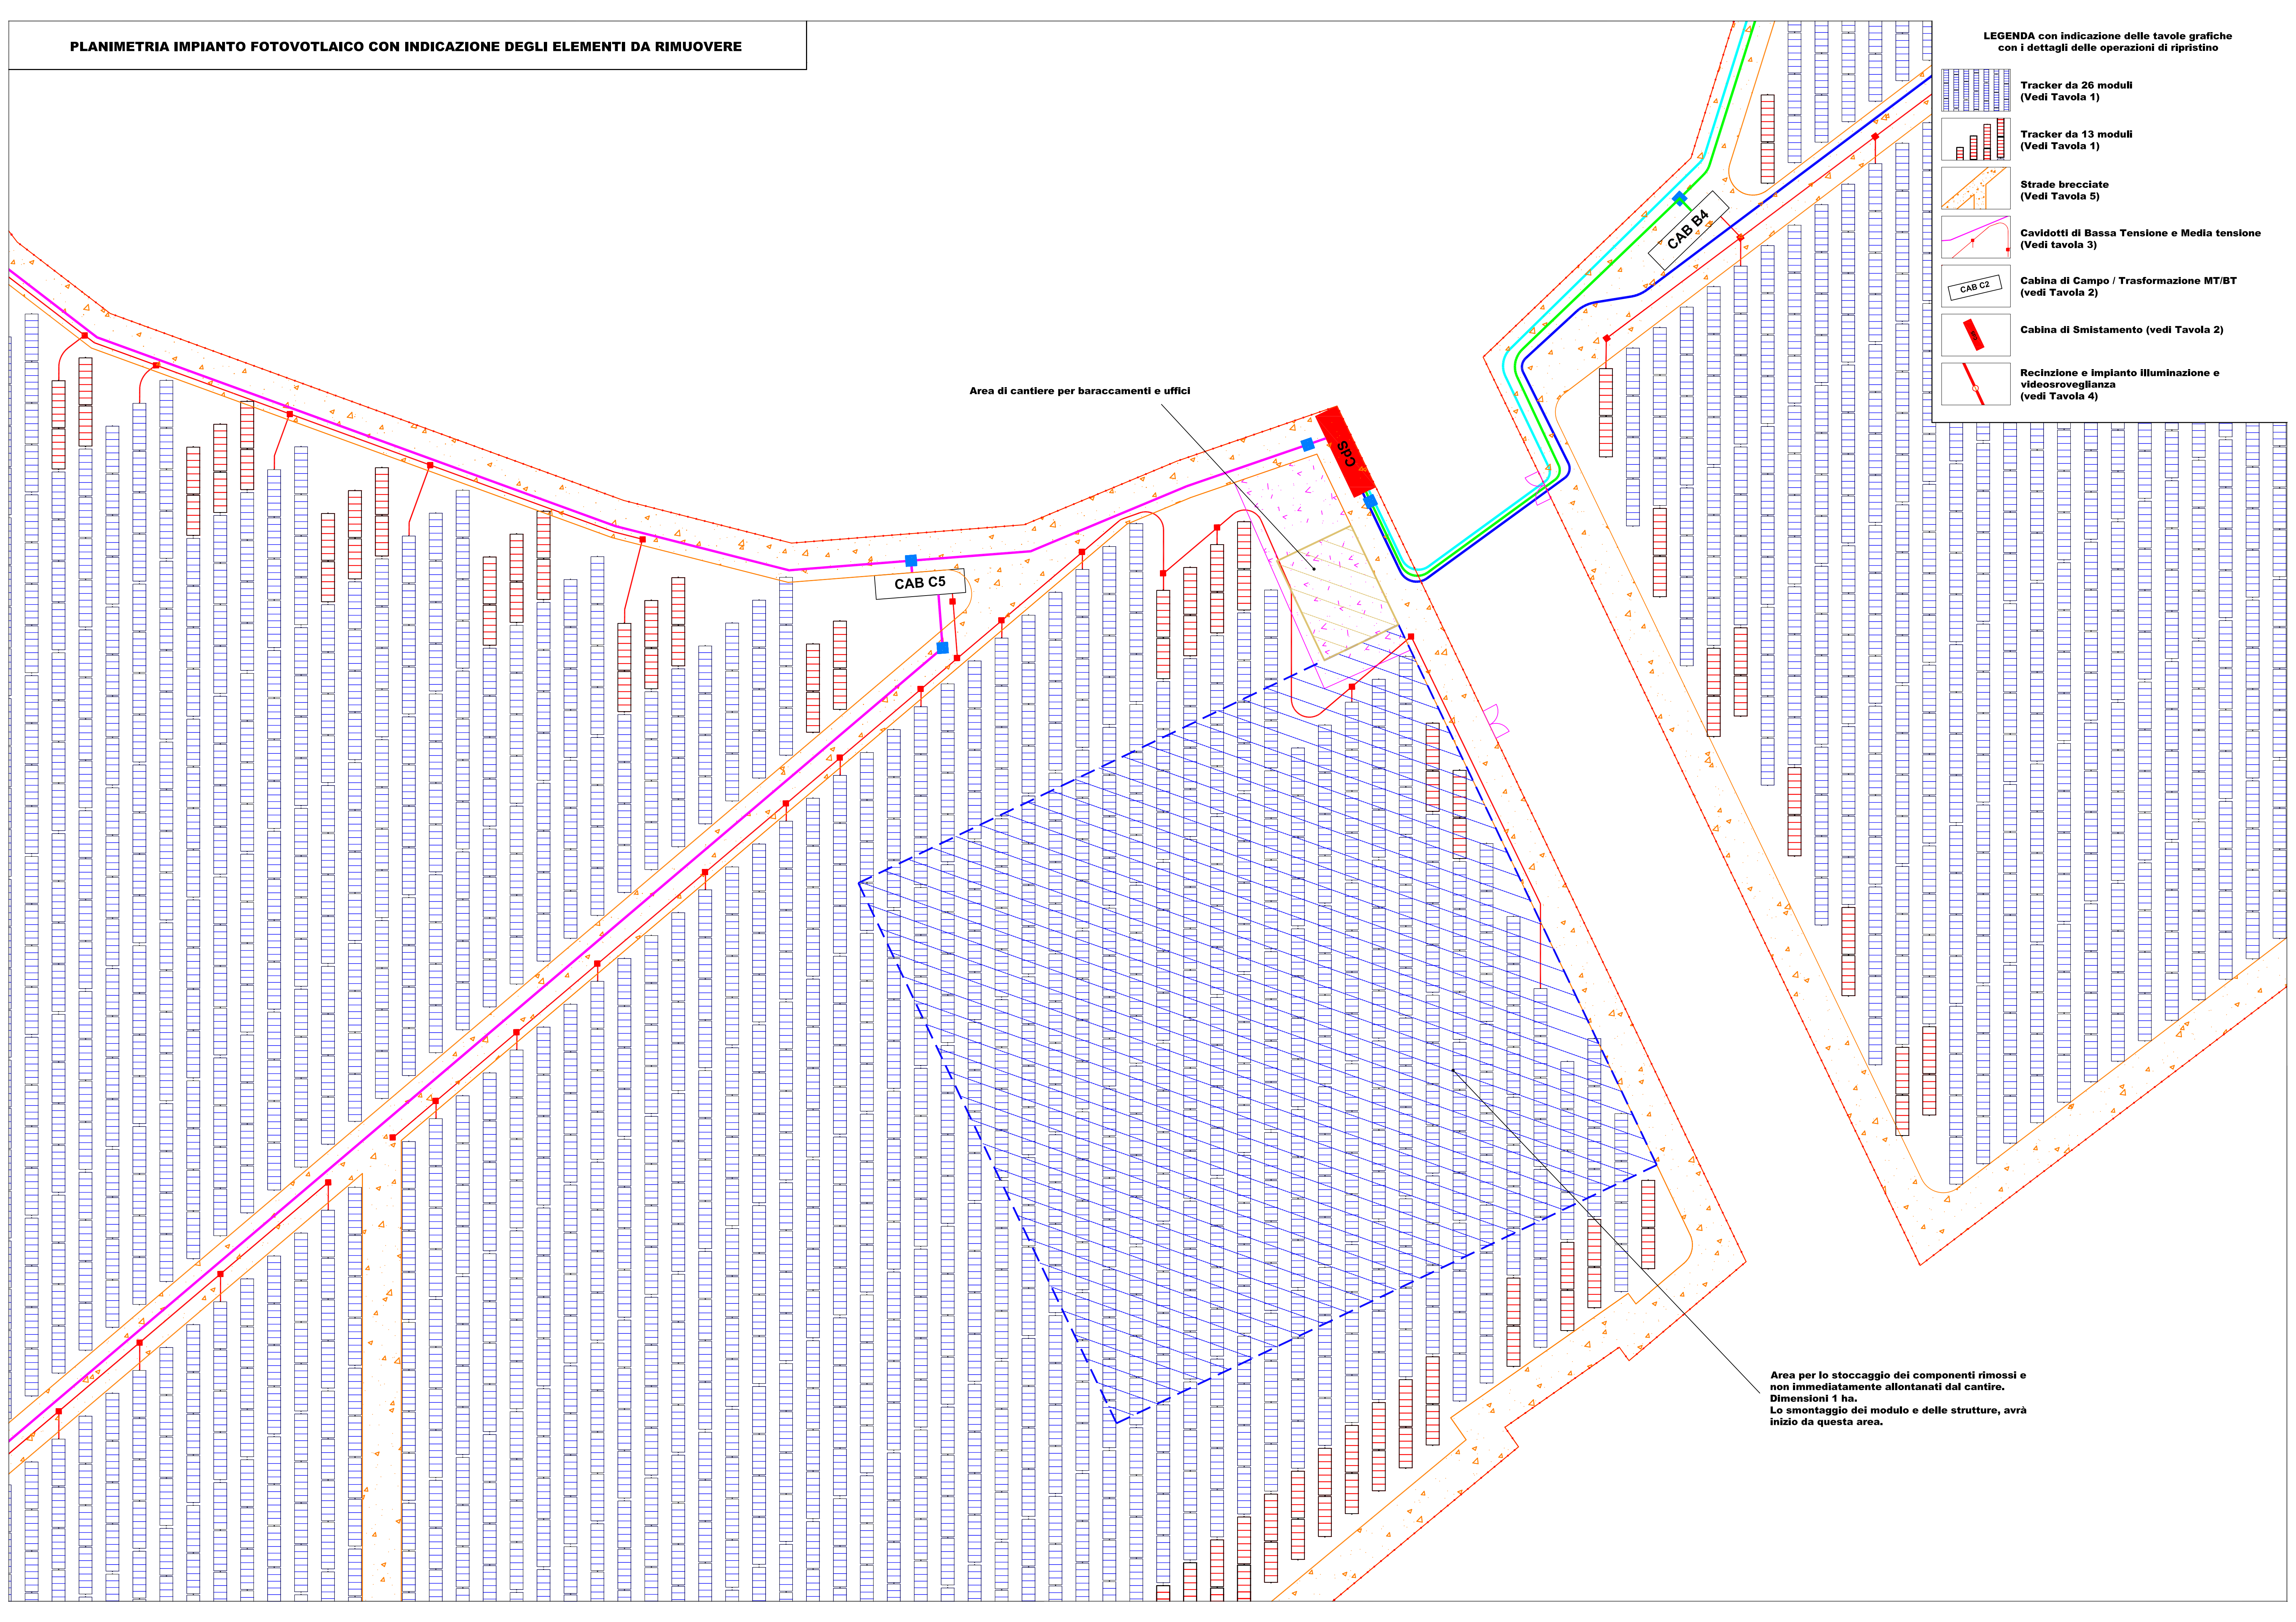 PLANIMETRIA IMPIANTO FOTOVOTLAICO CON INDICAZIONE DEGLI ELEMENTI DA RIMUOVERE
LEGENDA con indicazione delle tavole grafiche
con i dettagli delle operazioni di ripristino
Tracker da 26 moduli
(Vedi Tavola 1)
Tracker da 13 moduli
(Vedi Tavola 1)
Strade brecciate
(Vedi Tavola 5)
Cavidotti di Bassa Tensione e Media tensione
(Vedi tavola 3)
CAB C2
Cabina di Campo / Trasformazione MT/BT
(vedi Tavola 2)
Cabina di Smistamento (vedi Tavola 2)
Recinzione e impianto illuminazione e
videosroveglianza
(vedi Tavola 4)
CAB B4
Area di cantiere per baraccamenti e uffici
CdS
CAB C5
Area per lo stoccaggio dei componenti rimossi e
non immediatamente allontanati dal cantire.
Dimensioni 1 ha.
Lo smontaggio dei modulo e delle strutture, avrà
inizio da questa area.